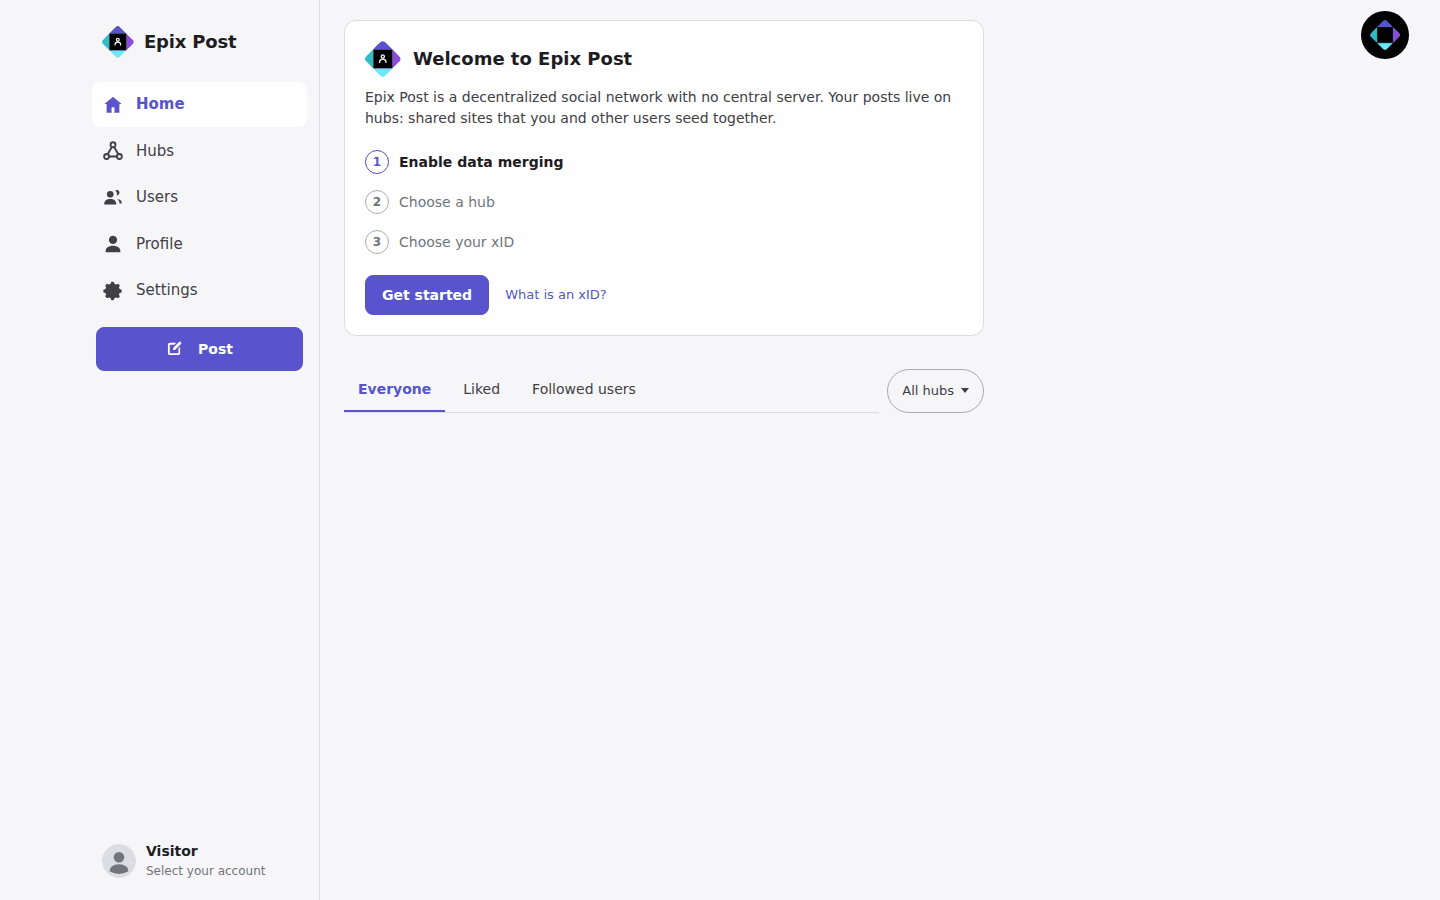 Epix Post
Home
Hubs
Users
Profile
Settings
Post
Visitor
Select your account
Welcome to Epix Post
Epix Post is a decentralized social network with no central server. Your posts live on
hubs: shared sites that you and other users seed together.
1 Enable data merging
2 Choose a hub
3 Choose your xID
Get started What is an xID?
Everyone Liked Followed users All hubs